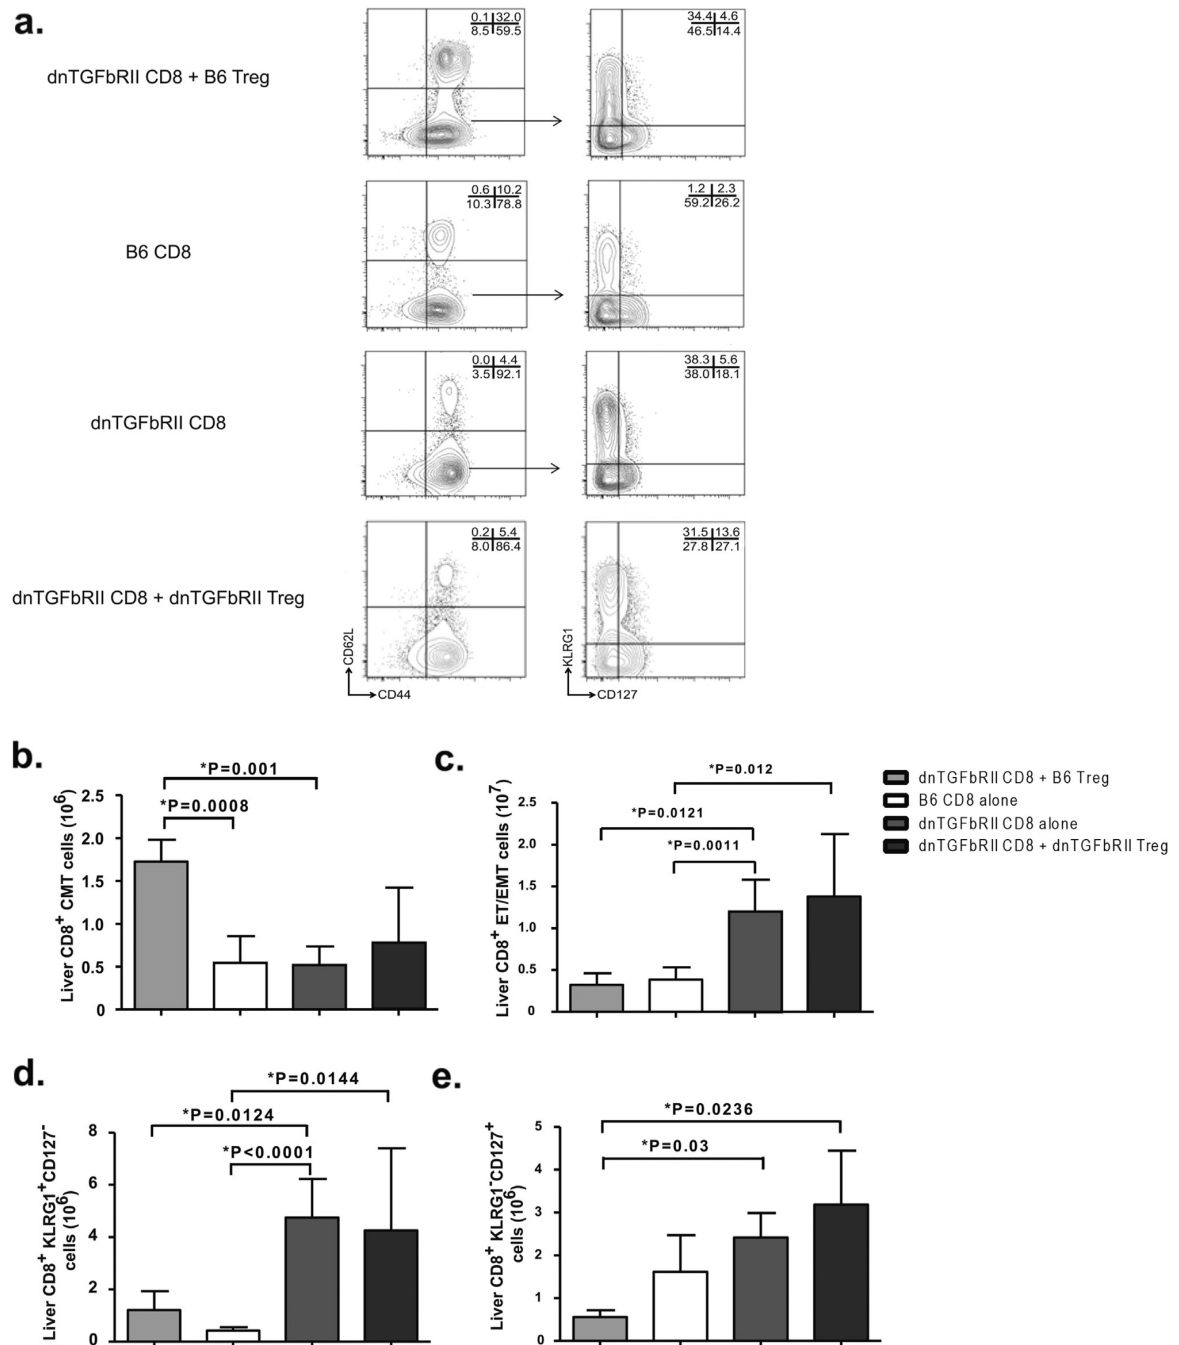 a.
dnTGFbRII CD8 + B6 Treg
0.1 32.0
8.5 59.5
34.4 4.6
46.5 14.4
B6 CD8
0.6 10.2
10.3 78.8
1.2 2.3
59.2 26.2
dnTGFbRII CD8
0.0 4.4
3.5 92.1
38.3 5.6
38.0 18.1
dnTGFbRII CD8 + dnTGFbRII Treg
0.2 5.4
8.0 86.4
31.5 13.6
27.8 27.1
CD62L
CD44
KLRG1
CD127
b.
*P=0.001
*P=0.0008
Liver CD8+ CMT cells (10^6)
2.5
2.0
1.5
1.0
0.5
0
c.
*P=0.012
*P=0.0121
*P=0.0011
Liver CD8+ ET/EMT cells (10^7)
2.5
2.0
1.5
1.0
0.5
0
dnTGFbRII CD8 + B6 Treg
B6 CD8 alone
dnTGFbRII CD8 alone
dnTGFbRII CD8 + dnTGFbRII Treg
d.
*P=0.0144
*P=0.0124
*P<0.0001
Liver CD8+ KLRG1+CD127-
cells (10^6)
8
6
4
2
0
e.
*P=0.0236
*P=0.03
Liver CD8+ KLRG1-CD127+
cells (10^6)
5
4
3
2
1
0